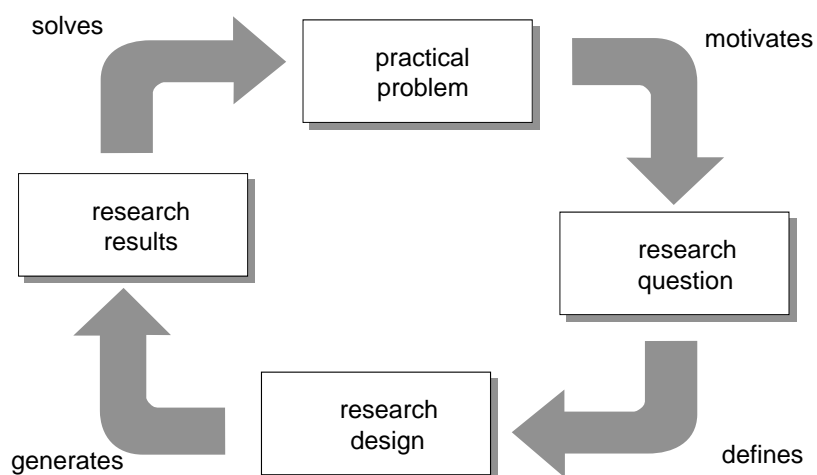 solves
practical
problem
motivates
research
results
research
question
research
design
generates
defines